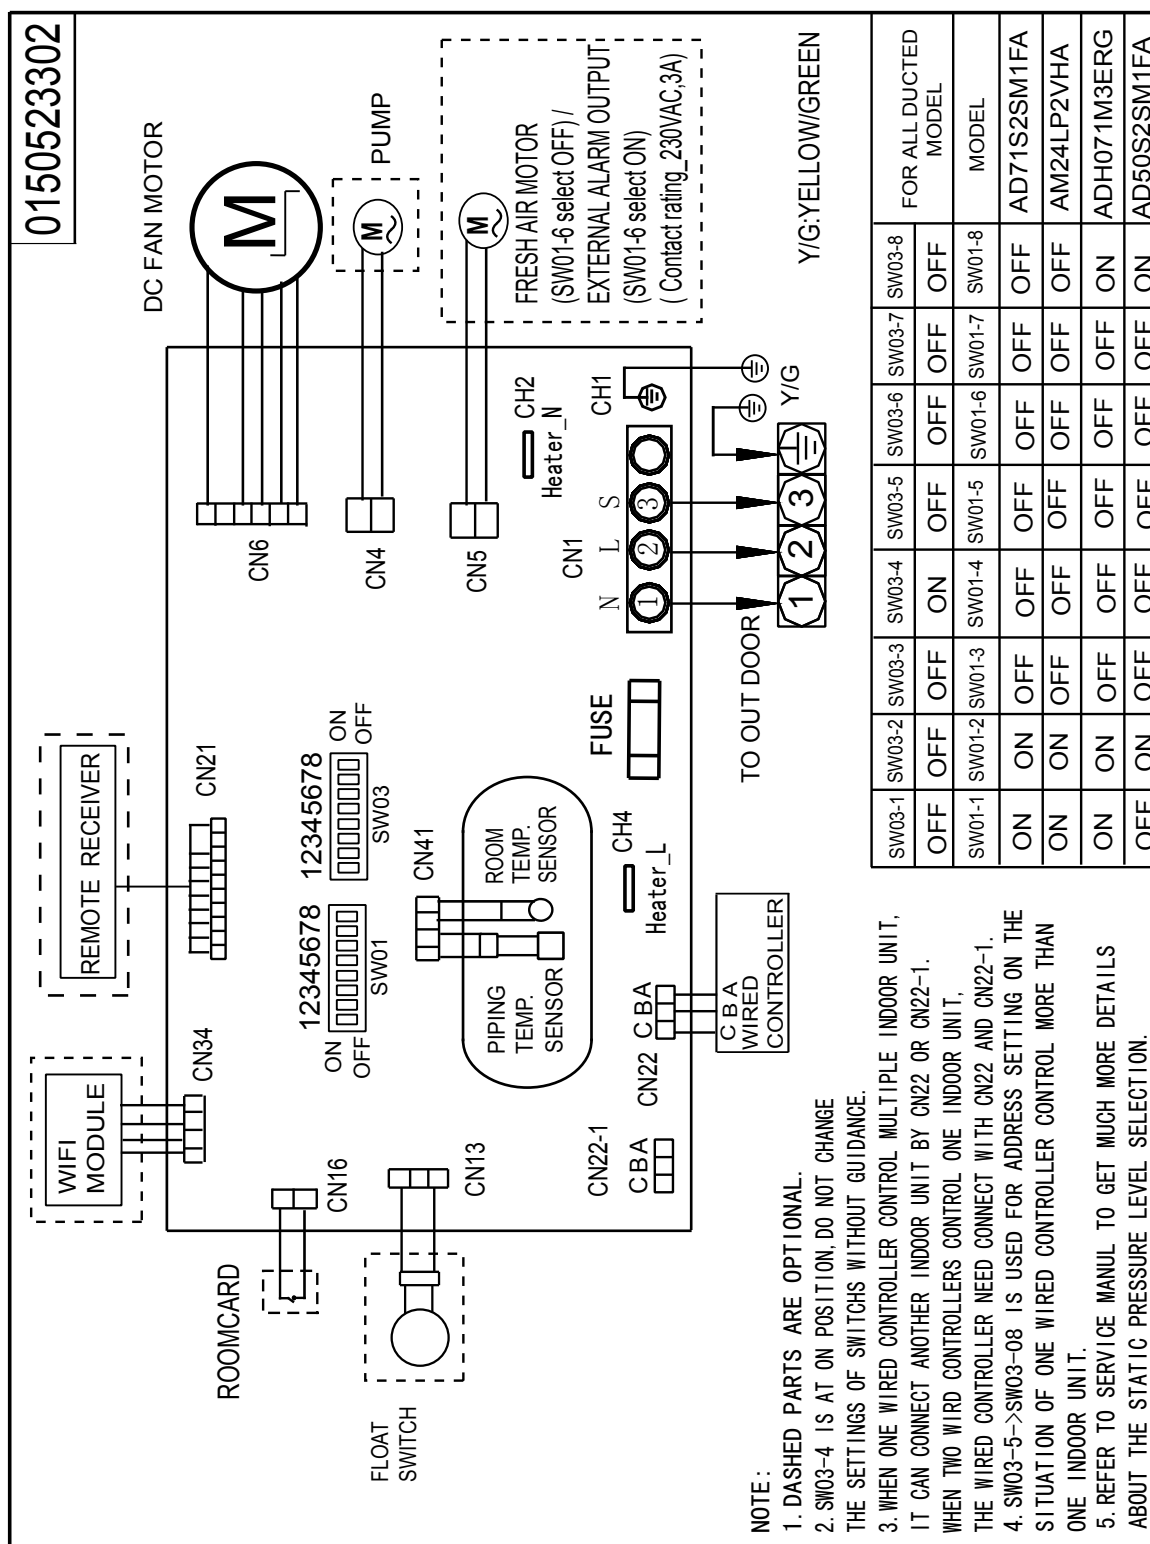 0150523302
DC FAN MOTOR
M
PUMP
M
M
FRESH AIR MOTOR
(SW01-6 select OFF) /
EXTERNAL ALARM OUTPUT
(SW01-6 select ON)
( Contact rating_230VAC,3A)
Y/G:YELLOW/GREEN
CN6
CN4
CN5
CH2
Heater_N
REMOTE RECEIVER
CN21
WIFI
MODULE
CN34
12345678
ON
OFF
SW03
12345678
ON
OFF
SW01
CN41
ROOM
TEMP.
SENSOR
PIPING
TEMP.
SENSOR
FUSE
CN1
N L S
1 2 3
CH1
Y/G
1 2 3
TO OUT DOOR
CH4
Heater_L
ROOMCARD
CN16
CN13
FLOAT
SWITCH
CN22-1
C B A
CN22
C B A
C B A
WIRED
CONTROLLER
NOTE:
1. DASHED PARTS ARE OPTIONAL.
2. SW03-4 IS AT ON POSITION, DO NOT CHANGE
THE SETTINGS OF SWITCHS WITHOUT GUIDANCE.
3. WHEN ONE WIRED CONTROLLER CONTROL MULTIPLE INDOOR UNIT,
IT CAN CONNECT ANOTHER INDOOR UNIT BY CN22 OR CN22-1.
WHEN TWO WIRD CONTROLLERS CONTROL ONE INDOOR UNIT,
THE WIRED CONTROLLER NEED CONNECT WITH CN22 AND CN22-1.
4. SW03-5->SW03-08 IS USED FOR ADDRESS SETTING ON THE
SITUATION OF ONE WIRED CONTROLLER CONTROL MORE THAN
ONE INDOOR UNIT.
5. REFER TO SERVICE MANUL TO GET MUCH MORE DETAILS
ABOUT THE STATIC PRESSURE LEVEL SELECTION.
SW03-1 SW03-2 SW03-3 SW03-4 SW03-5 SW03-6 SW03-7 SW03-8 FOR ALL DUCTED MODEL
OFF OFF OFF ON OFF OFF OFF OFF
SW01-1 SW01-2 SW01-3 SW01-4 SW01-5 SW01-6 SW01-7 SW01-8 MODEL
ON ON OFF OFF OFF OFF OFF OFF AD71S2SM1FA
ON ON OFF OFF OFF OFF OFF OFF AM24LP2VHA
ON ON OFF OFF OFF OFF OFF ON ADH071M3ERG
OFF ON OFF OFF OFF OFF OFF ON AD50S2SM1FA